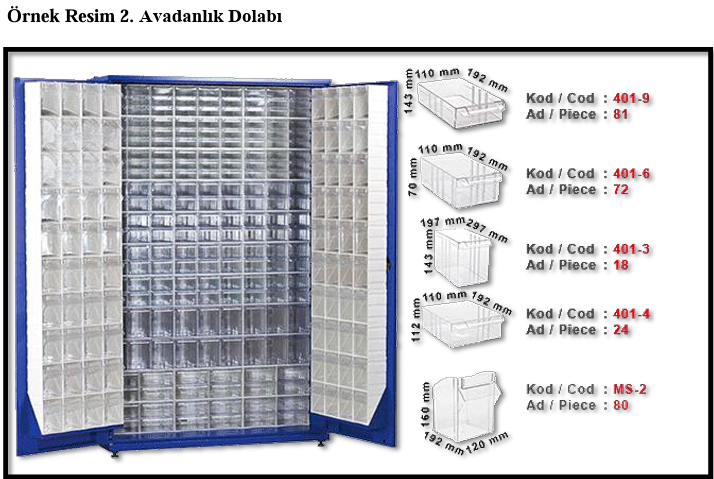 Örnek Resim 2. Avadanlık Dolabı
110 mm 192 mm
143 mm
Kod / Cod : 401-9
Ad / Piece : 81
110 mm 192 mm
70 mm
Kod / Cod : 401-6
Ad / Piece : 72
197 mm 297 mm
143 mm
Kod / Cod : 401-3
Ad / Piece : 18
110 mm 192 mm
112 mm
Kod / Cod : 401-4
Ad / Piece : 24
160 mm
192 mm 120 mm
Kod / Cod : MS-2
Ad / Piece : 80